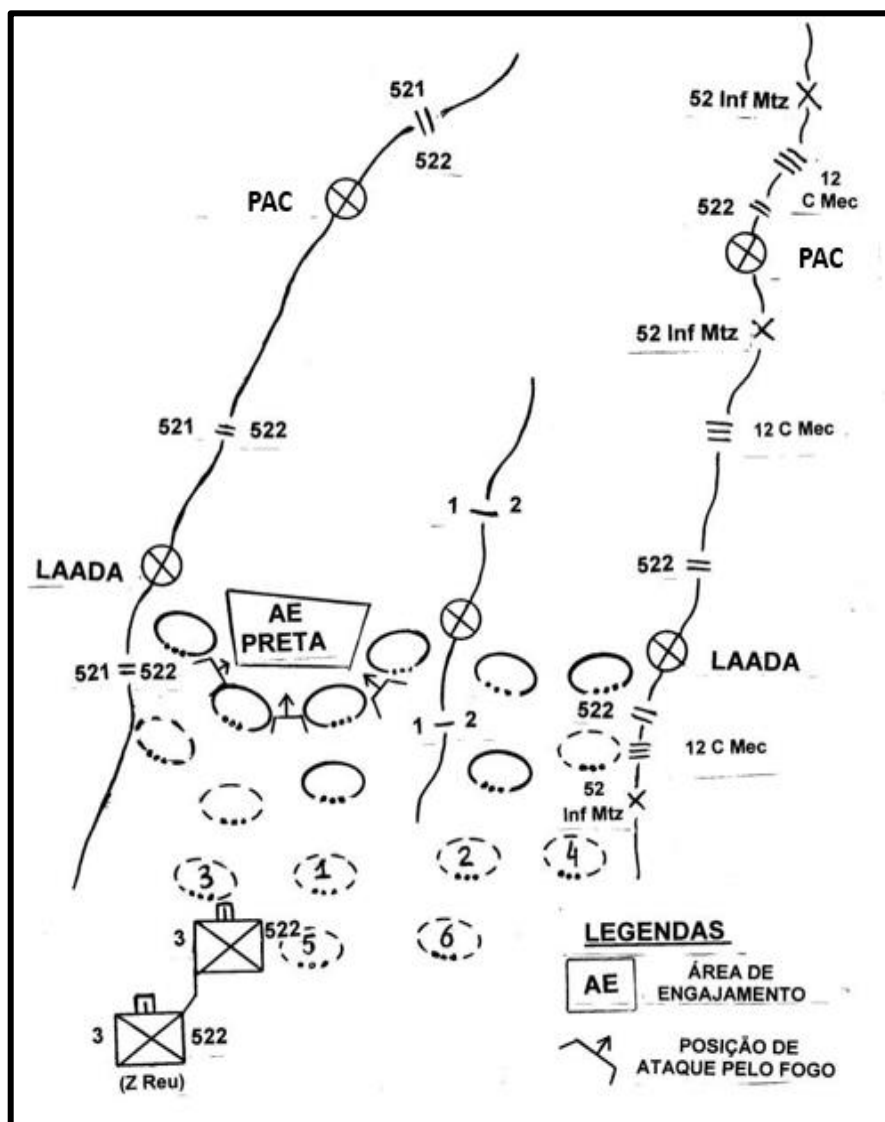 521
522
PAC
52 Inf Mtz
12
C Mec
522
PAC
52 Inf Mtz
521
522
12 C Mec
1
2
522
LAADA
AE
PRETA
LAADA
521
522
522
1
2
12 C Mec
52
Inf Mtz
3
1
2
4
3
522
5
6
3
522
(Z Reu)
LEGENDAS
AE
ÁREA DE
ENGAJAMENTO
POSIÇÃO DE
ATAQUE PELO FOGO